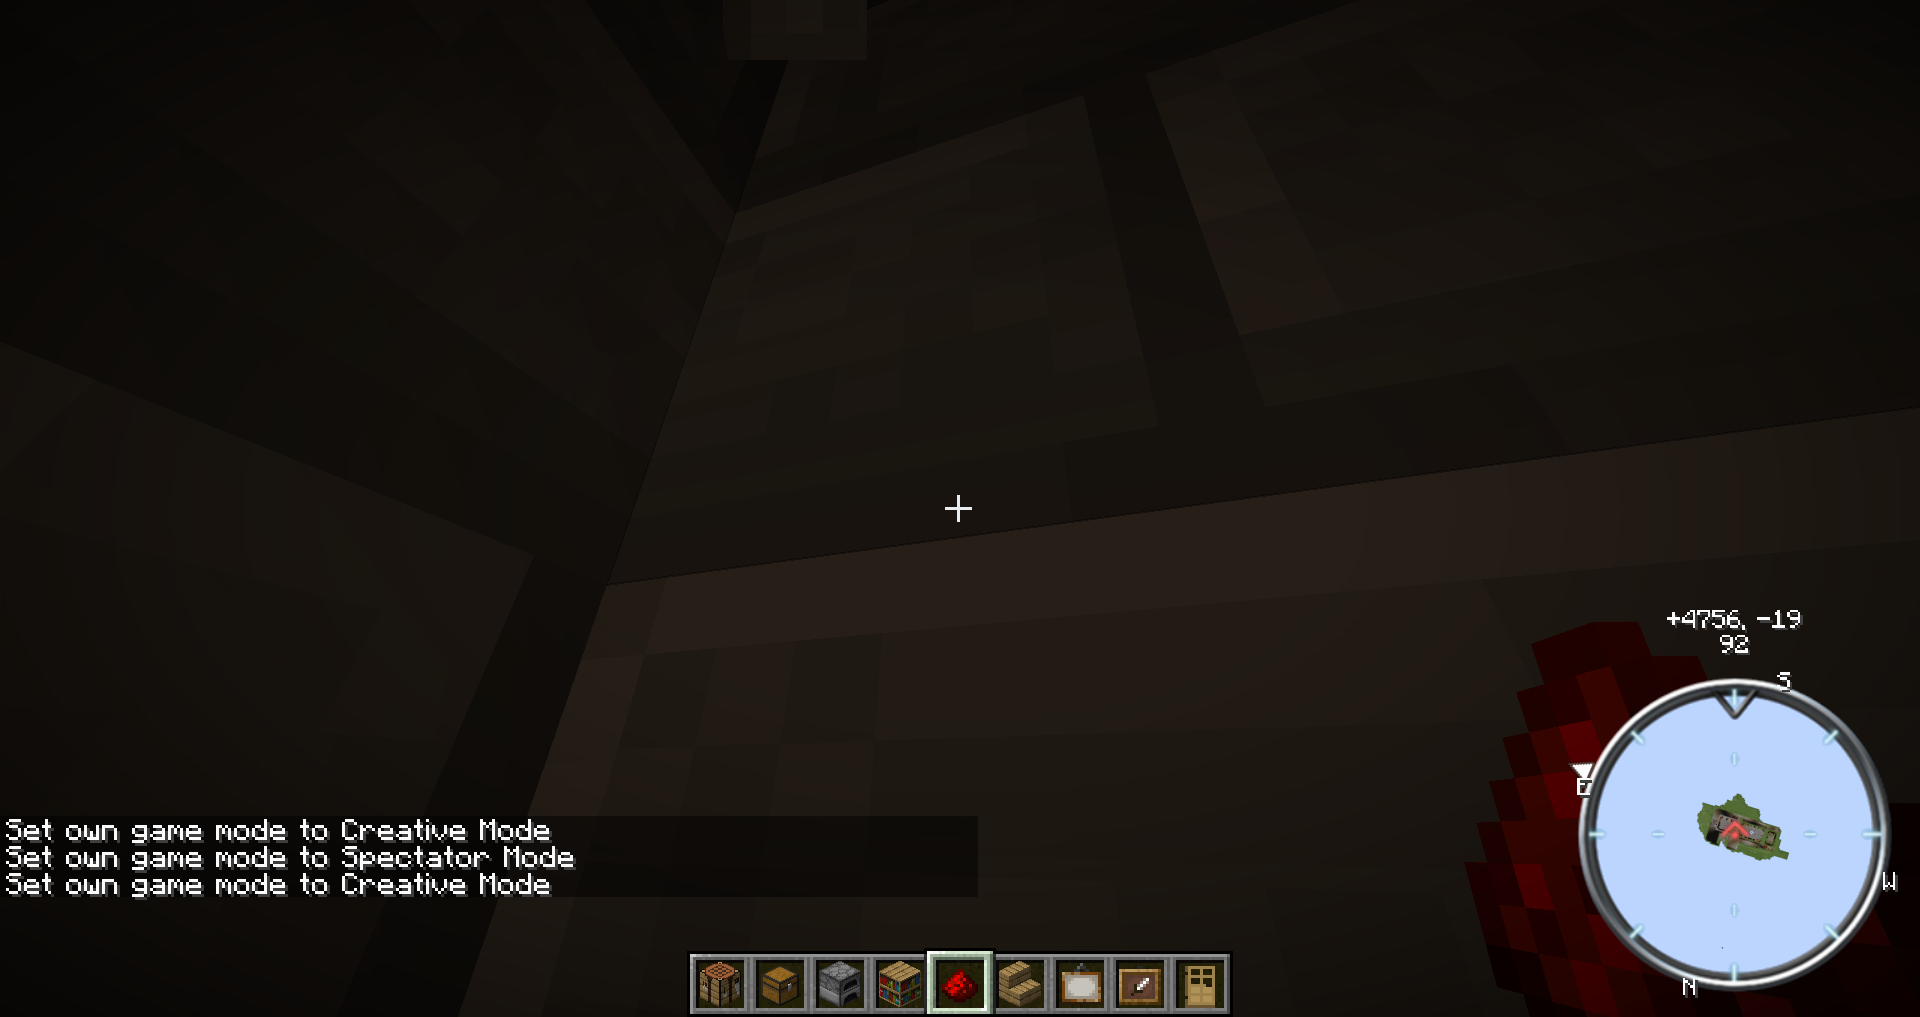 +4756, -19
92
S
E
W
N
Set own game mode to Creative Mode
Set own game mode to Spectator Mode
Set own game mode to Creative Mode